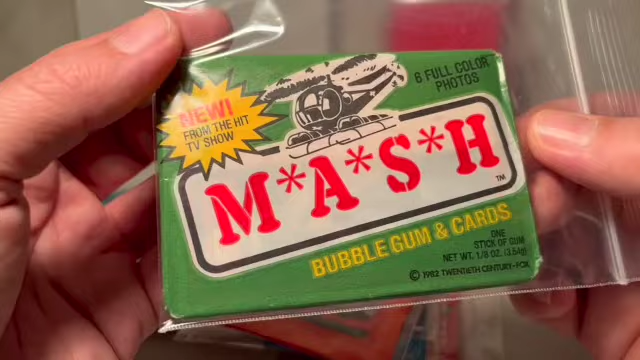 NEW!
FROM THE HIT
TV SHOW
6 FULL COLOR
PHOTOS
M*A*S*H
TM
BUBBLE GUM & CARDS
ONE
STICK OF GUM
NET WT. 1/8 OZ. (3.54g)
© 1982 TWENTIETH CENTURY-FOX